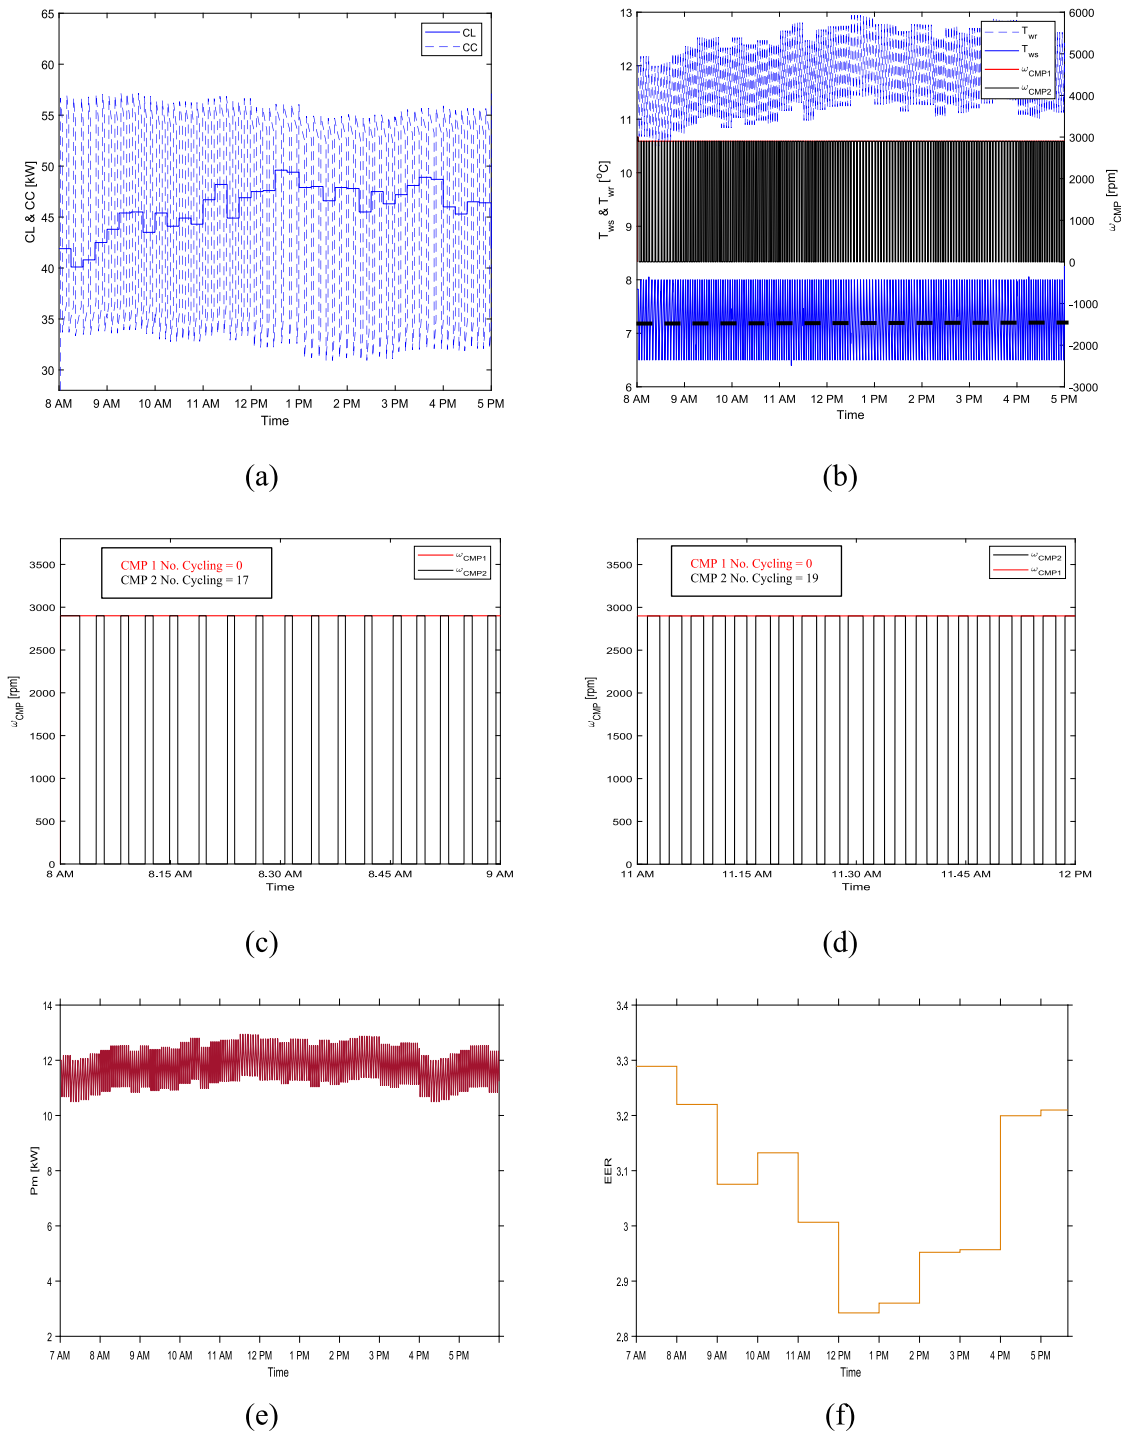 65
60
55
50
45
40
35
30
CL & CC [kW]
CL
CC
8 AM 9 AM 10 AM 11 AM 12 PM 1 PM 2 PM 3 PM 4 PM 5 PM
Time
(a)
13
12
11
10
9
8
7
6
T_ws & T_wr [°C]
T_wr
T_ws
ω_CMP1
ω_CMP2
6000
5000
4000
3000
2000
1000
0
-1000
-2000
-3000
ω_CMP [rpm]
8 AM 9 AM 10 AM 11 AM 12 PM 1 PM 2 PM 3 PM 4 PM 5 PM
Time
(b)
CMP 1 No. Cycling = 0
CMP 2 No. Cycling = 17
ω_CMP1
ω_CMP2
3500
3000
2500
2000
1500
1000
500
0
ω_CMP [rpm]
8 AM 8.15 AM 8.30 AM 8.45 AM 9 AM
Time
(c)
CMP 1 No. Cycling = 0
CMP 2 No. Cycling = 19
ω_CMP2
ω_CMP1
3500
3000
2500
2000
1500
1000
500
0
ω_CMP [rpm]
11 AM 11.15 AM 11.30 AM 11.45 AM 12 PM
Time
(d)
14
12
10
8
6
4
2
Pm [kW]
7 AM 8 AM 9 AM 10 AM 11 AM 12 PM 1 PM 2 PM 3 PM 4 PM 5 PM
Time
(e)
3,4
3,3
3,2
3,1
3
2,9
2,8
EER
7 AM 8 AM 9 AM 10 AM 11 AM 12 PM 1 PM 2 PM 3 PM 4 PM 5 PM
Time
(f)